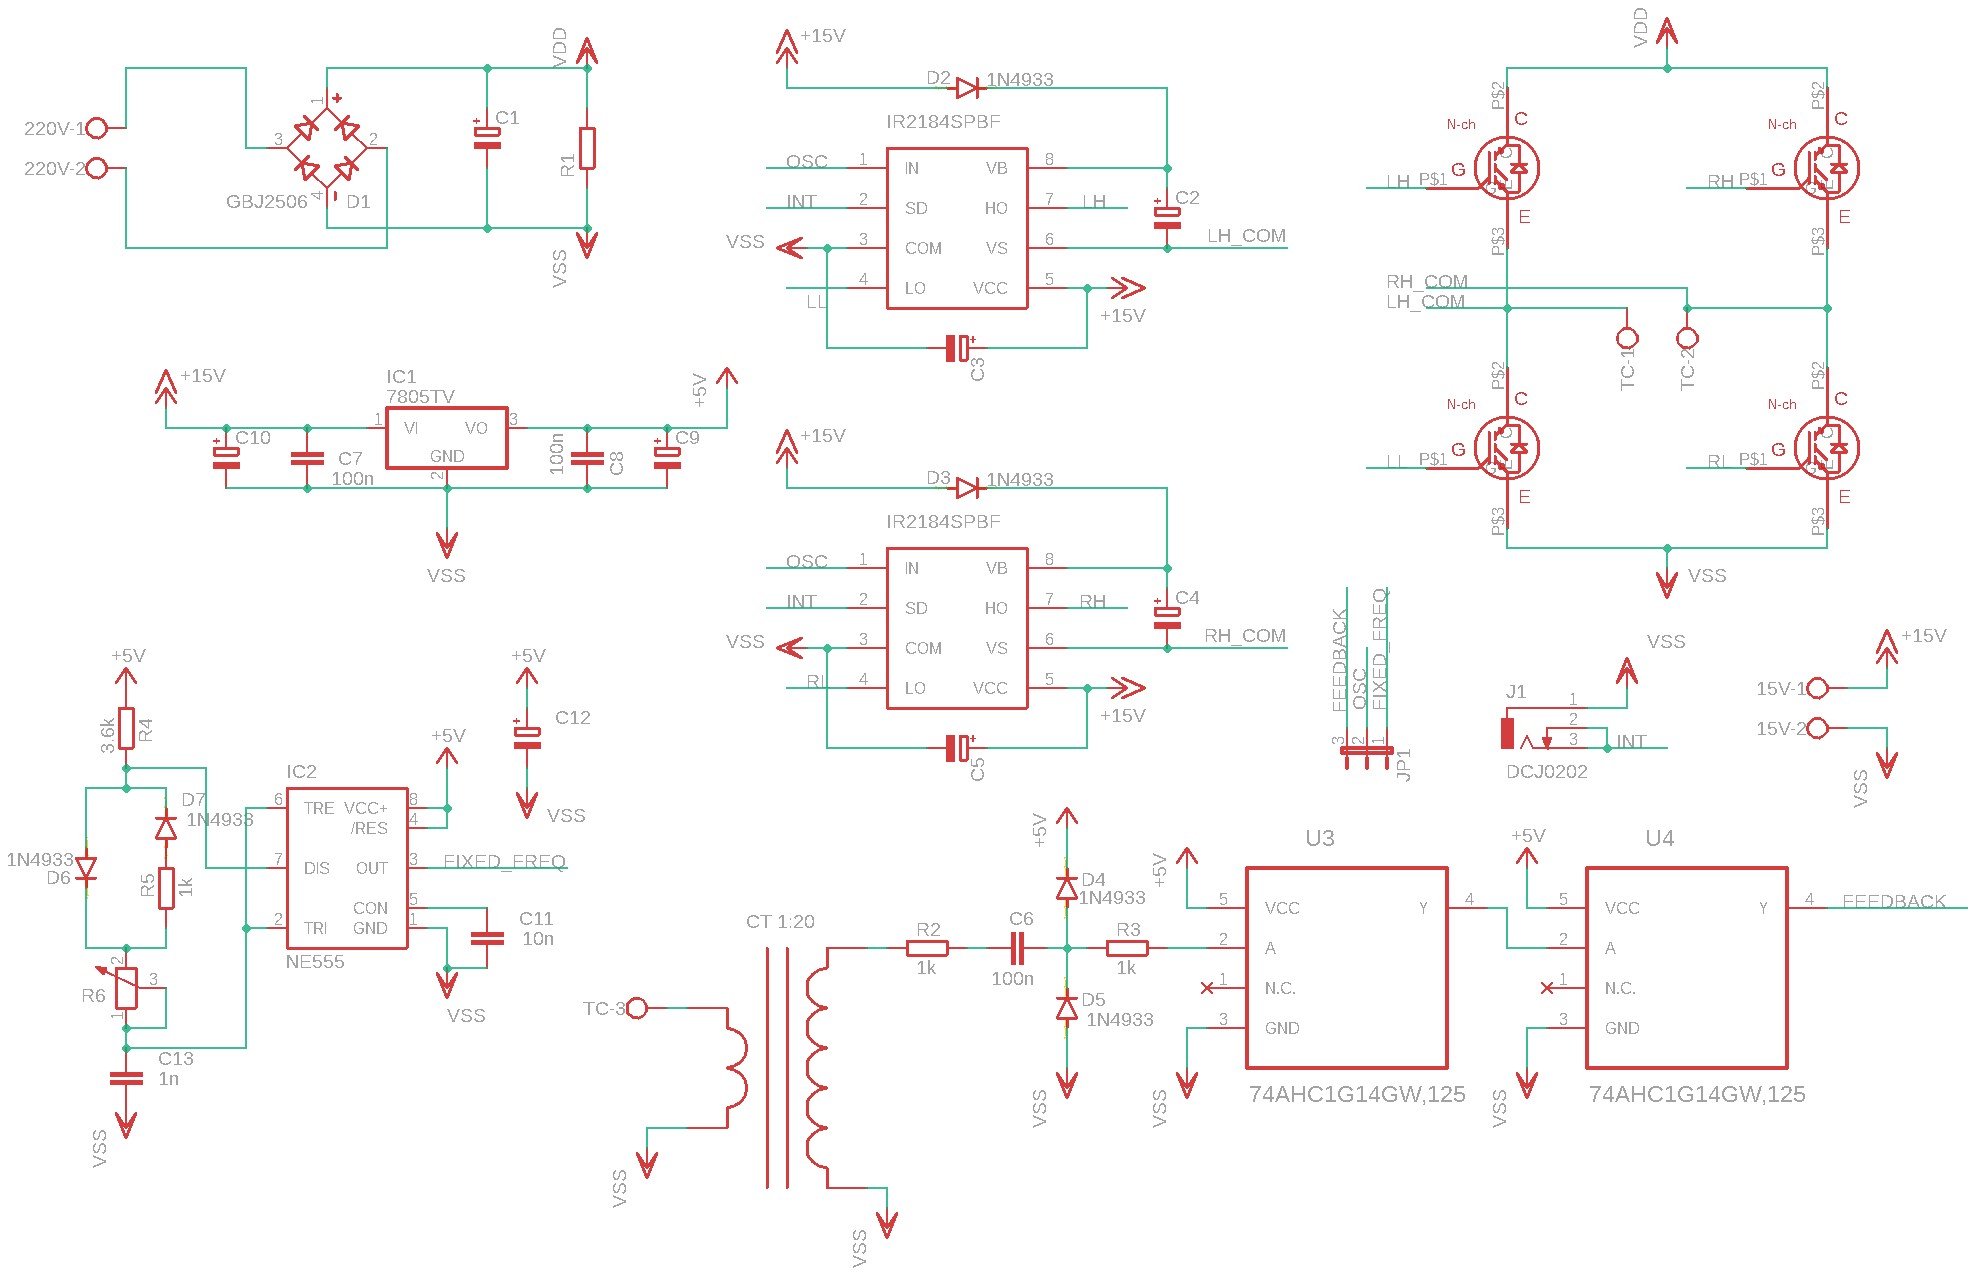 220V-1
220V-2
3
1
2
4
GBJ2506
D1
C1
R1
VDD
VSS
+15V
D2
1N4933
IR2184SPBF
OSC
1
IN
VB
8
INT
2
SD
HO
7
LH
VSS
3
COM
VS
6
LH_COM
LL
4
LO
VCC
5
+15V
C2
C3
VDD
P$2
P$2
N-ch
C
N-ch
C
G
G
LH
P$1
RH
P$1
E
E
P$3
P$3
RH_COM
LH_COM
TC-1
TC-2
P$2
P$2
N-ch
C
N-ch
C
G
G
LL
P$1
RL
P$1
E
E
P$3
P$3
VSS
+15V
IC1
7805TV
1
VI
VO
3
GND
2
+5V
C10
C7
100n
100n
C8
C9
VSS
+15V
D3
1N4933
IR2184SPBF
OSC
1
IN
VB
8
INT
2
SD
HO
7
RH
VSS
3
COM
VS
6
RH_COM
RL
4
LO
VCC
5
+15V
C4
C5
FEEDBACK
OSC
FIXED_FREQ
3
2
1
JP1
VSS
J1
1
2
3
INT
DCJ0202
+15V
15V-1
15V-2
VSS
+5V
3.6k
R4
D7
1N4933
1N4933
D6
R5
1k
R6
2
3
1
C13
1n
VSS
IC2
6
TRE
VCC+
8
/RES
4
7
DIS
OUT
3
FIXED_FREQ
CON
5
2
TRI
GND
1
NE555
+5V
C11
10n
VSS
+5V
C12
VSS
CT 1:20
TC-3
VSS
VSS
R2
1k
C6
100n
+5V
D4
1N4933
D5
1N4933
VSS
R3
1k
U3
+5V
5
VCC
Y
4
2
A
1
N.C.
3
GND
VSS
74AHC1G14GW,125
U4
+5V
5
VCC
Y
4
FEEDBACK
2
A
1
N.C.
3
GND
VSS
74AHC1G14GW,125